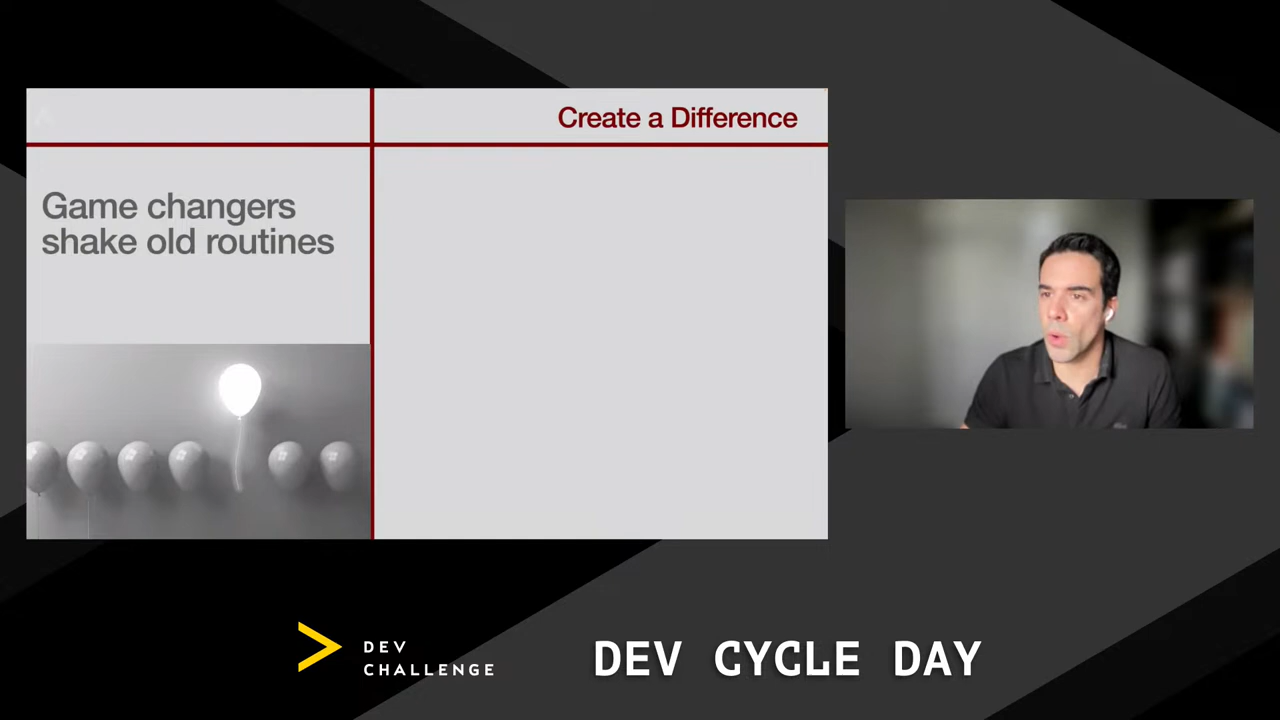 Create a Difference
Game changers
shake old routines
DEV
CHALLENGE
DEV CYCLE DAY